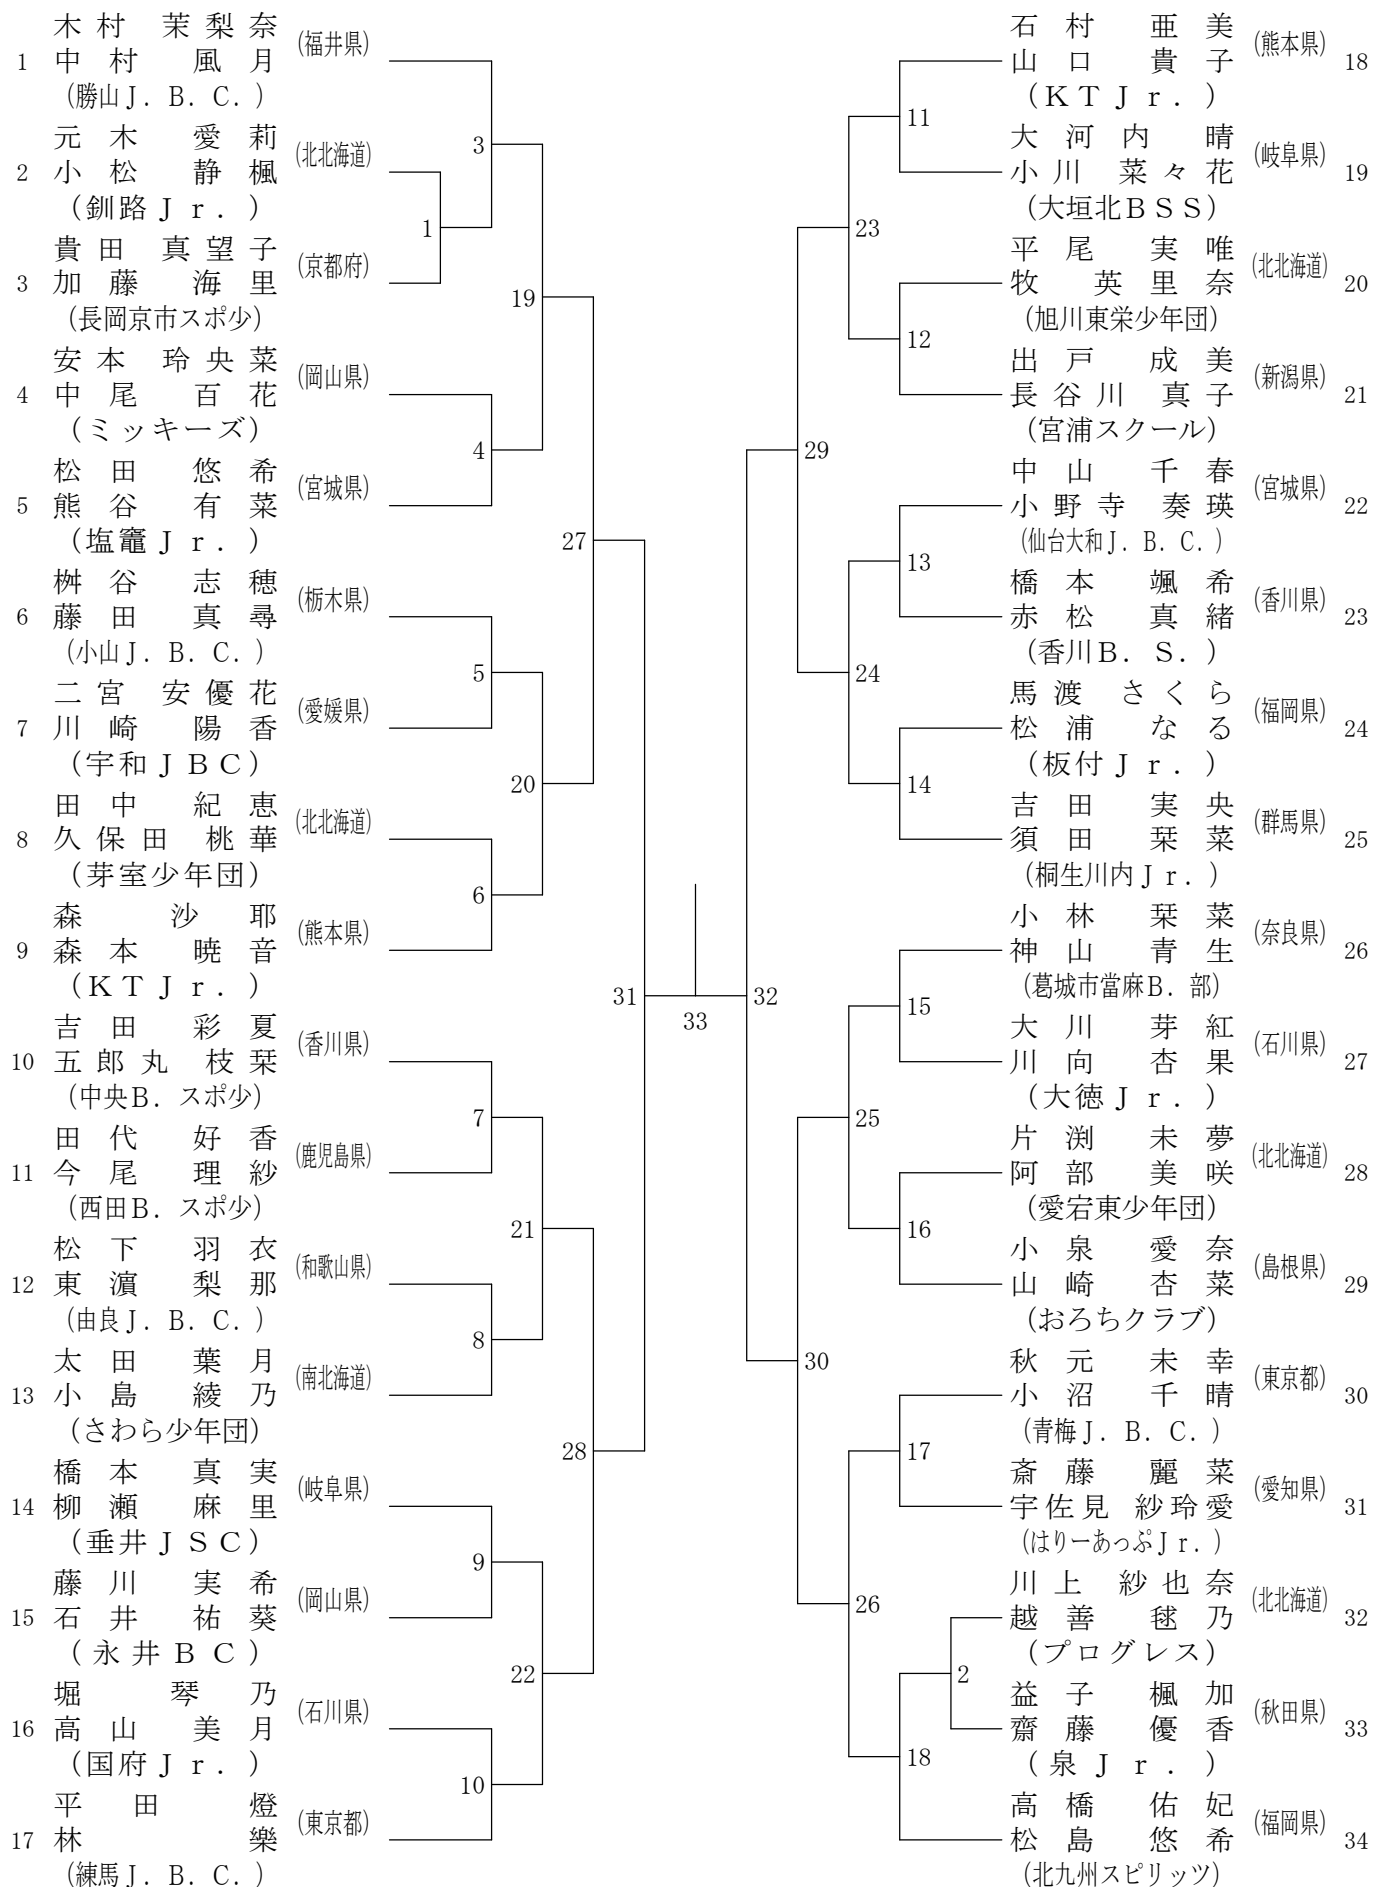 木村 茉梨奈 (福井県)
1 中村 風月
(勝山J.B.C.)
元木 愛莉 (北北海道)
2 小松 静楓
(釧路Jr.)
貴田 真望子 (京都府)
3 加藤 海里
(長岡京市スポ少)
安本 玲央菜 (岡山県)
4 中尾 百花
(ミッキーズ)
松田 悠希 (宮城県)
5 熊谷 有菜
(塩竈Jr.)
桝谷 志穂 (栃木県)
6 藤田 真尋
(小山J.B.C.)
二宮 安優花 (愛媛県)
7 川崎 陽香
(宇和JBC)
田中 紀恵 (北北海道)
8 久保田 桃華
(芽室少年団)
森 沙耶 (熊本県)
9 森本 暁音
(KTJr.)
吉田 彩夏 (香川県)
10 五郎丸 枝栞
(中央B.スポ少)
田代 好香 (鹿児島県)
11 今尾 理紗
(西田B.スポ少)
松下 羽衣 (和歌山県)
12 東濵 梨那
(由良J.B.C.)
太田 葉月 (南北海道)
13 小島 綾乃
(さわら少年団)
橋本 真実 (岐阜県)
14 柳瀬 麻里
(垂井JSC)
藤川 実希 (岡山県)
15 石井 祐葵
(永井BC)
堀 琴乃 (石川県)
16 高山 美月
(国府Jr.)
平田 燈 (東京都)
17 林 樂
(練馬J.B.C.)
3
1
19
4
27
5
20
6
31
7
21
8
28
9
22
10
33
32
11
23
12
29
13
24
14
15
25
16
30
17
26
2
18
石村 亜美 (熊本県)
山口 貴子 18
(KTJr.)
大河内 晴 (岐阜県)
小川 菜々花 19
(大垣北BSS)
平尾 実唯 (北北海道)
牧 英里奈 20
(旭川東栄少年団)
出戸 成美 (新潟県)
長谷川 真子 21
(宮浦スクール)
中山 千春 (宮城県)
小野寺 奏瑛 22
(仙台大和J.B.C.)
橋本 颯希 (香川県)
赤松 真緒 23
(香川B.S.)
馬渡 さくら (福岡県)
松浦 なる 24
(板付Jr.)
吉田 実央 (群馬県)
須田 栞菜 25
(桐生川内Jr.)
小林 栞菜 (奈良県)
神山 青生 26
(葛城市當麻B.部)
大川 芽紅 (石川県)
川向 杏果 27
(大徳Jr.)
片渕 未夢 (北北海道)
阿部 美咲 28
(愛宕東少年団)
小泉 愛奈 (島根県)
山崎 杏菜 29
(おろちクラブ)
秋元 未幸 (東京都)
小沼 千晴 30
(青梅J.B.C.)
斎藤 麗菜 (愛知県)
宇佐見 紗玲愛 31
(はりーあっぷJr.)
川上 紗也奈 (北北海道)
越善 毬乃 32
(プログレス)
益子 楓加 (秋田県)
齋藤 優香 33
(泉Jr.)
高橋 佑妃 (福岡県)
松島 悠希 34
(北九州スピリッツ)